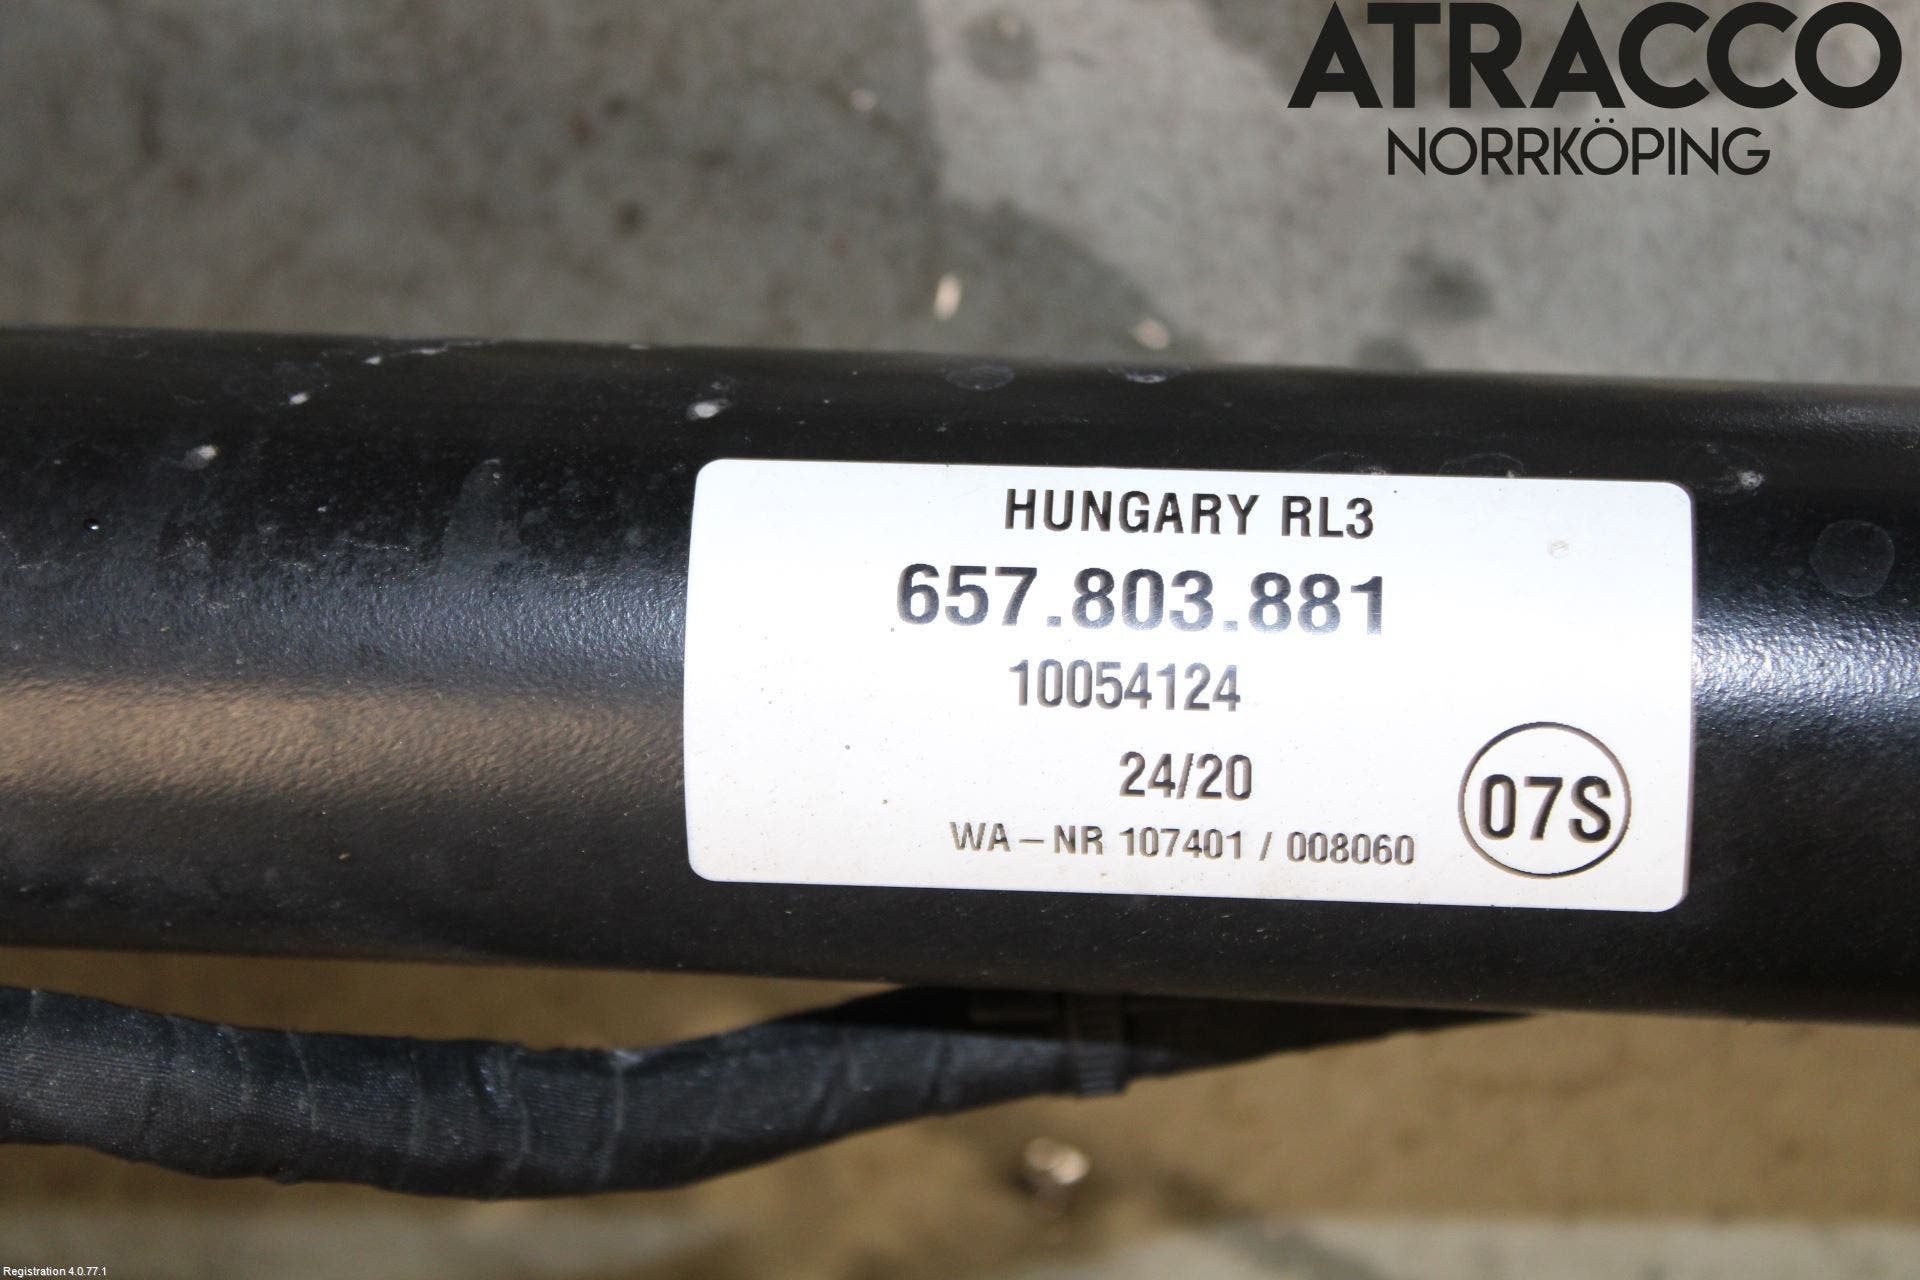 ATRACCO
NORRKÖPING
HUNGARY RL3
657.803.881
10054124
24/20
07S
WA-NR 107401 / 008060
Registration 4.0.77.1